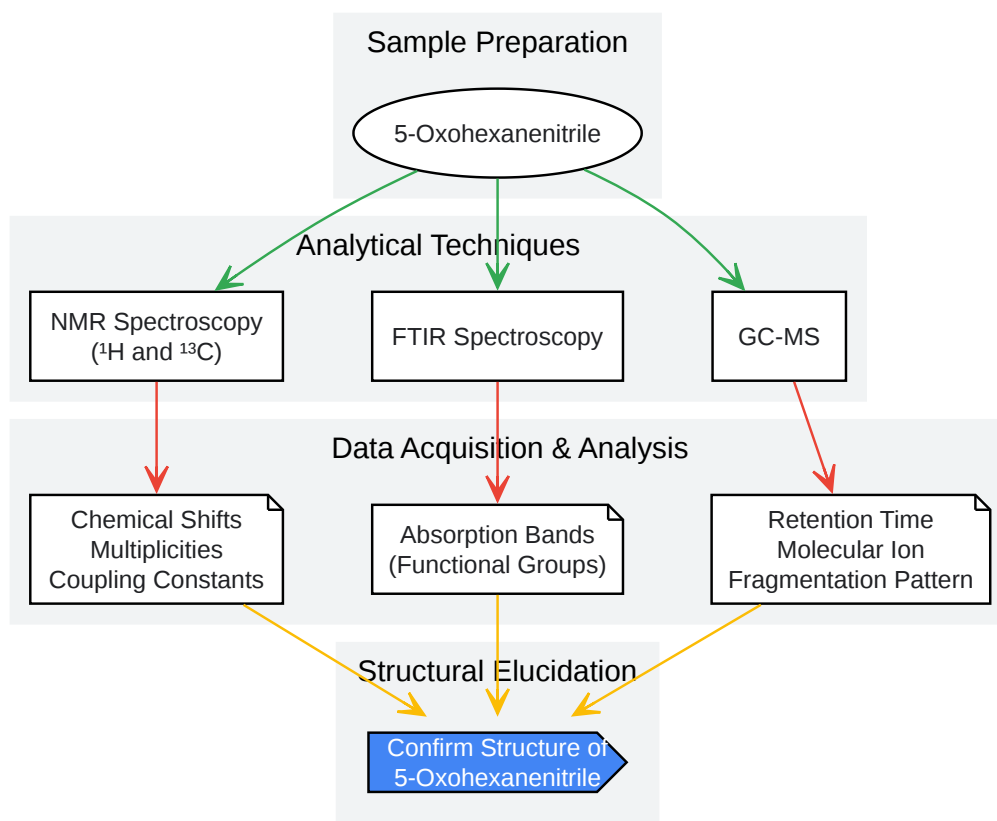 Sample Preparation
5-Oxohexanenitrile
Analytical Techniques
NMR Spectroscopy
(¹H and ¹³C)
FTIR Spectroscopy
GC-MS
Data Acquisition & Analysis
Chemical Shifts
Multiplicities
Coupling Constants
Absorption Bands
(Functional Groups)
Retention Time
Molecular Ion
Fragmentation Pattern
Structural Elucidation
Confirm Structure of
5-Oxohexanenitrile